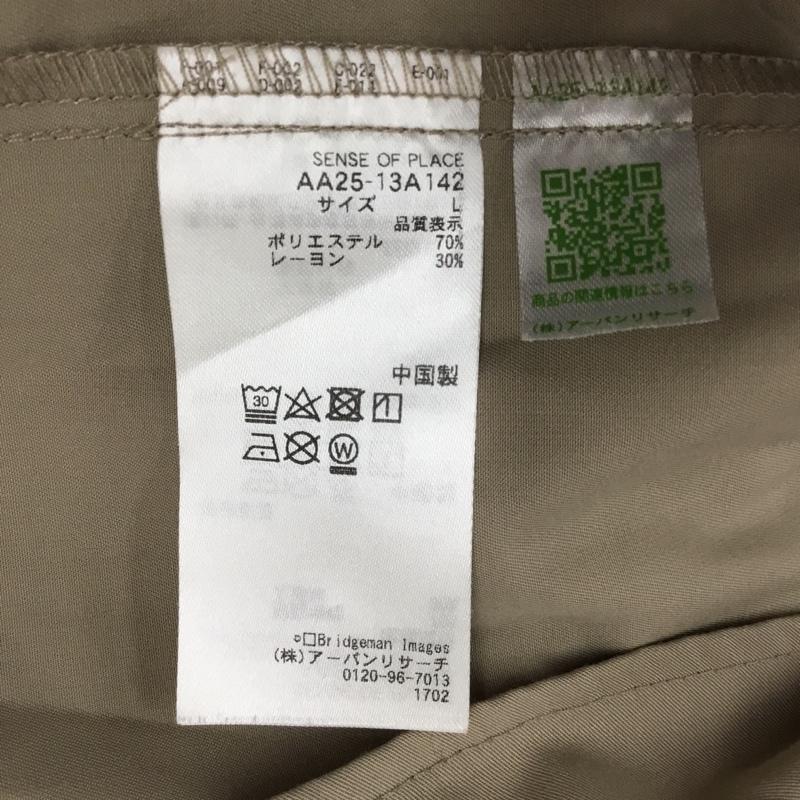 SENSE OF PLACE
AA25-13A142
サイズ L
品質表示
ポリエステル 70%
レーヨン 30%
中国製
30
W
Bridgeman Images
(株)アーバンリサーチ
0120-96-7013
1702
AA25-13A142
商品の関連情報はこちら
(株)アーバンリサーチ